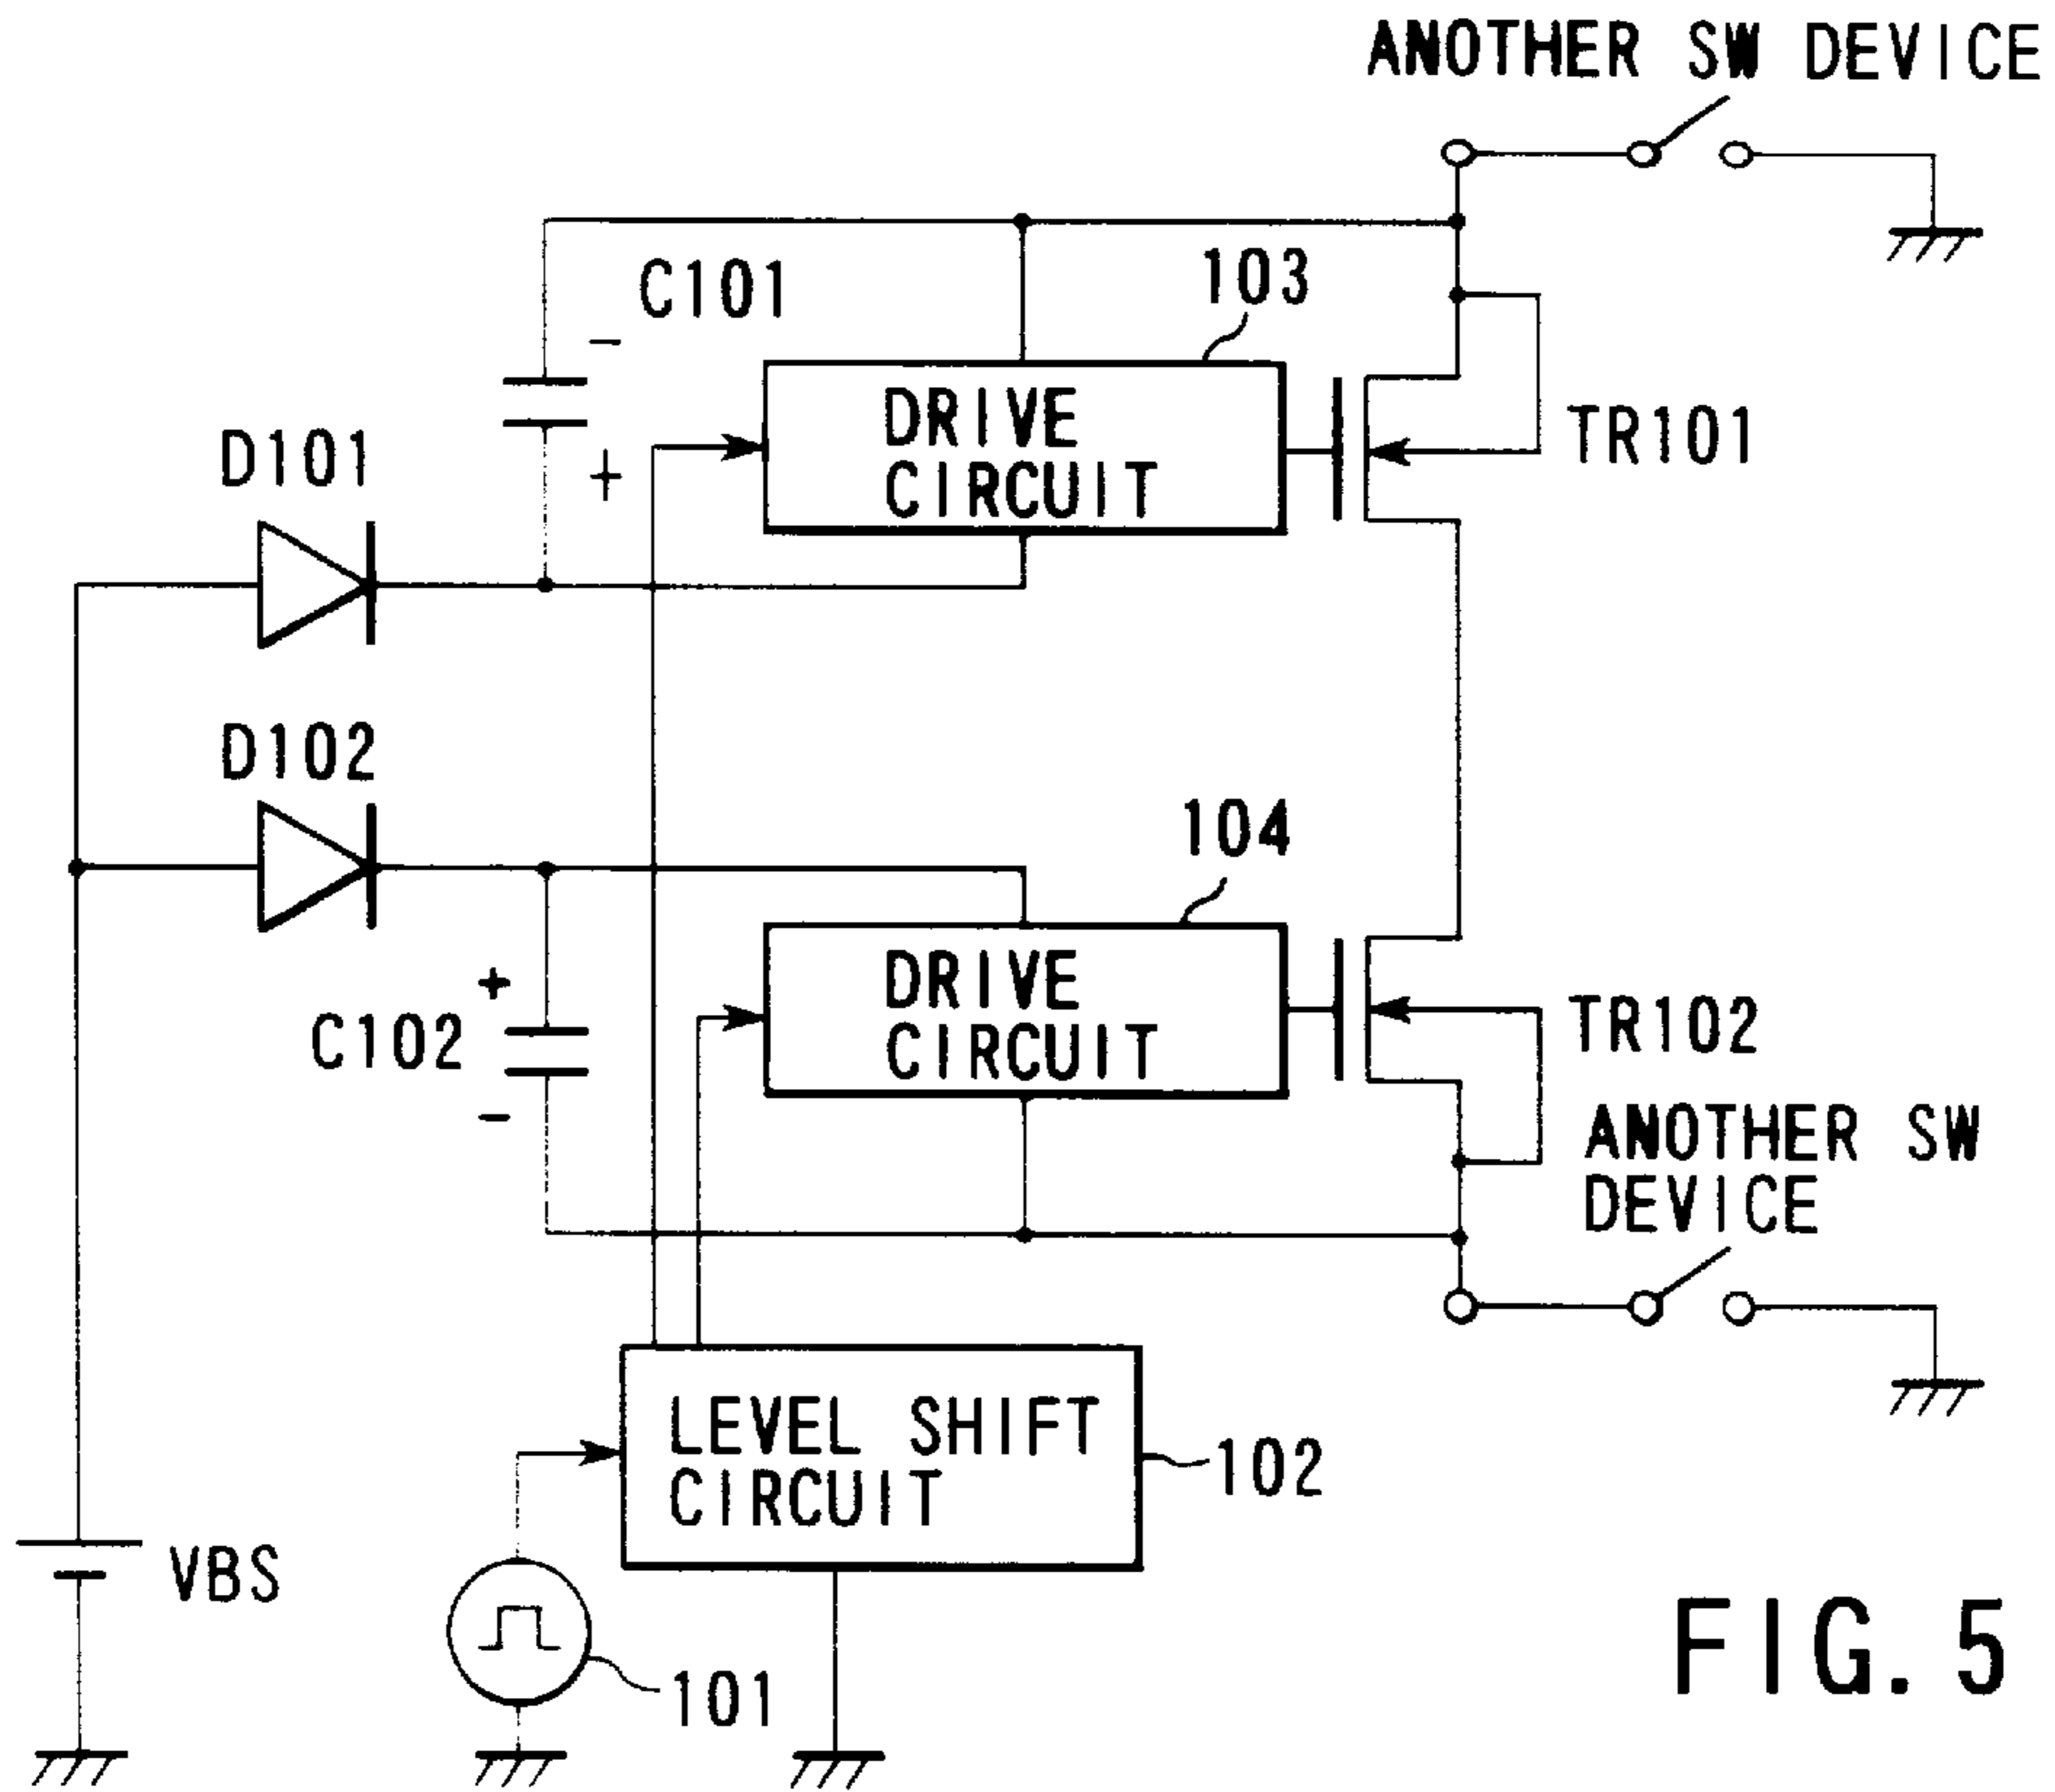 ANOTHER SW DEVICE
C101
103
-
DRIVE
CIRCUIT
TR101
+
D101
D102
104
DRIVE
CIRCUIT
TR102
+
C102
-
ANOTHER SW
DEVICE
LEVEL SHIFT
CIRCUIT
102
VBS
101
FIG. 5